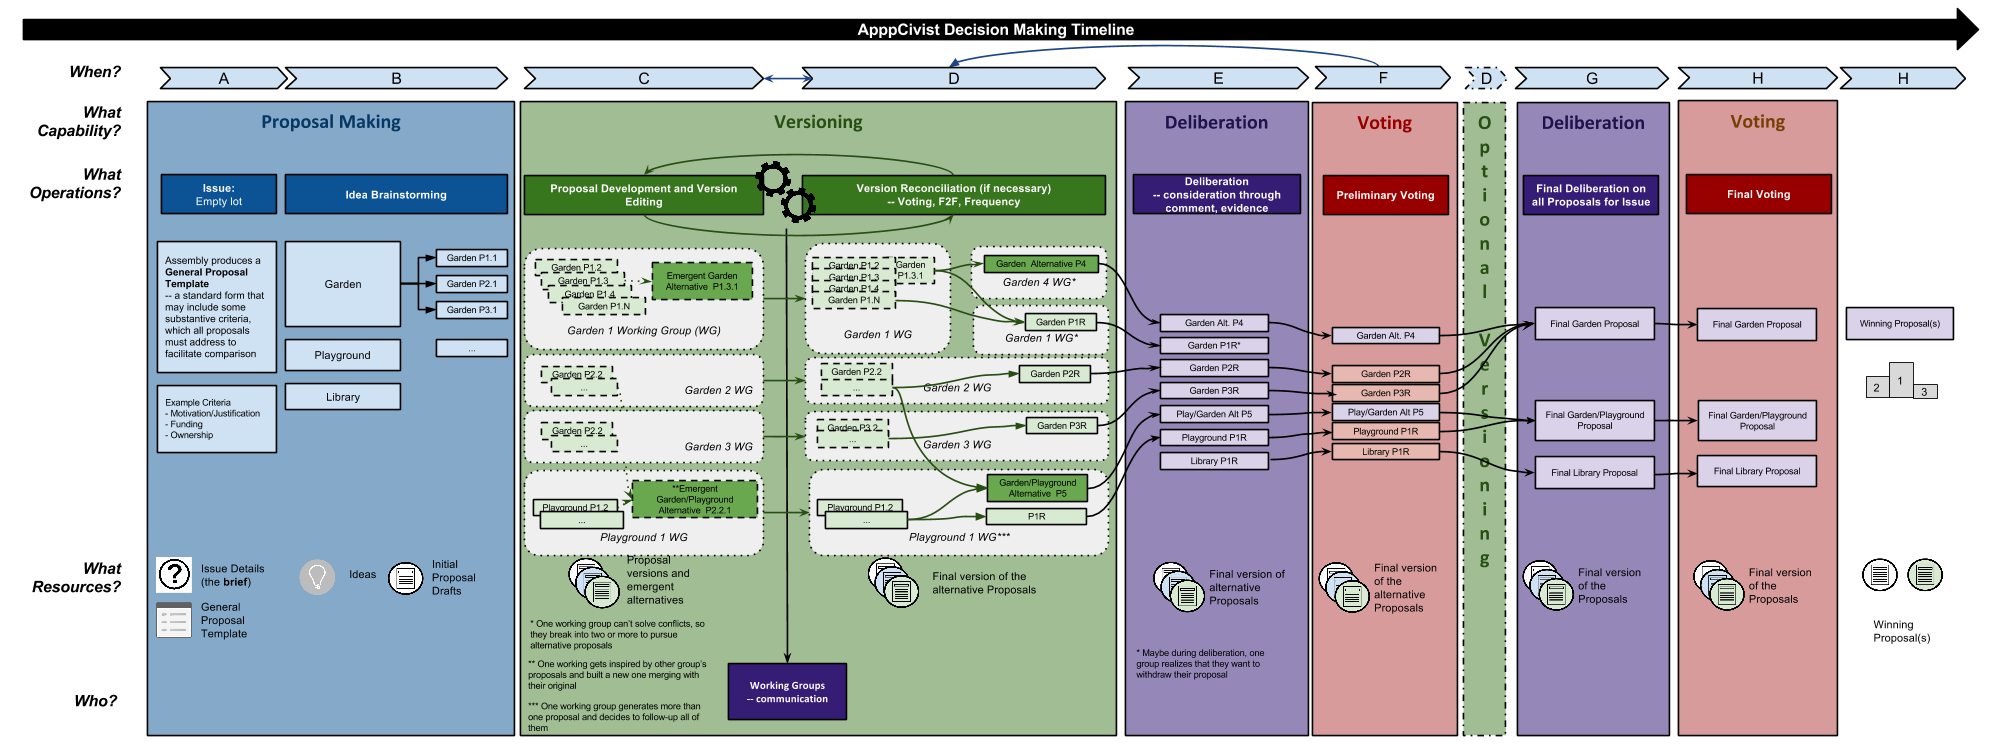 ApppCivist Decision Making Timeline
When?
A
B
C
D
E
F
D
G
H
H
What
Capability?
Proposal Making
Versioning
Deliberation
Voting
Optional Versioning
Deliberation
Voting
What
Operations?
Issue:
Empty lot
Idea Brainstorming
Proposal Development and Version
Editing
Version Reconciliation (if necessary)
-- Voting, F2F, Frequency
Deliberation
-- consideration through
comment, evidence
Preliminary Voting
Final Deliberation on
all Proposals for Issue
Final Voting
Assembly produces a
General Proposal
Template
-- a standard form that
may include some
substantive criteria,
which all proposals
must address to
facilitate comparison
Example Criteria
- Motivation/Justification
- Funding
- Ownership
Garden
Playground
Library
Garden P1.1
Garden P2.1
Garden P3.1
...
Garden P1.2
Garden P1.3
Garden P1.4
Garden P1.N
Emergent Garden
Alternative P1.3.1
Garden 1 Working Group (WG)
Garden P2.2
...
Garden 2 WG
Garden P2.2
...
Garden 3 WG
Playground P1.2
...
**Emergent
Garden/Playground
Alternative P2.2.1
Playground 1 WG
Garden P1.2
Garden P1.3
Garden P1.4
Garden P1.N
Garden
P1.3.1
Garden 1 WG
Garden Alternative P4
Garden 4 WG*
Garden P1R
Garden 1 WG*
Garden P2.2
...
Garden 2 WG
Garden P2R
Garden P3.2
...
Garden 3 WG
Garden P3R
Playground P1.2
...
Garden/Playground
Alternative P5
P1R
Playground 1 WG***
Garden Alt. P4
Garden P1R*
Garden P2R
Garden P3R
Play/Garden Alt P5
Playground P1R
Library P1R
Garden Alt. P4
Garden P2R
Garden P3R
Play/Garden Alt P5
Playground P1R
Library P1R
Final Garden Proposal
Final Garden/Playground
Proposal
Final Library Proposal
Final Garden Proposal
Final Garden/Playground
Proposal
Final Library Proposal
Winning Proposal(s)
2
1
3
What
Resources?
?
Issue Details
(the brief)
General
Proposal
Template
Ideas
Initial
Proposal
Drafts
Proposal
versions and
emergent
alternatives
Final version of the
alternative Proposals
Final version of
alternative
Proposals
Final version
of the
alternative
Proposals
Final version
of the
Proposals
Final version
of the
Proposals
Winning
Proposal(s)
* One working group can't solve conflicts, so
they break into two or more to pursue
alternative proposals
** One working gets inspired by other group's
proposals and built a new one merging with
their original
*** One working group generates more than
one proposal and decides to follow-up all of
them
* Maybe during deliberation, one
group realizes that they want to
withdraw their proposal
Who?
Working Groups
-- communication